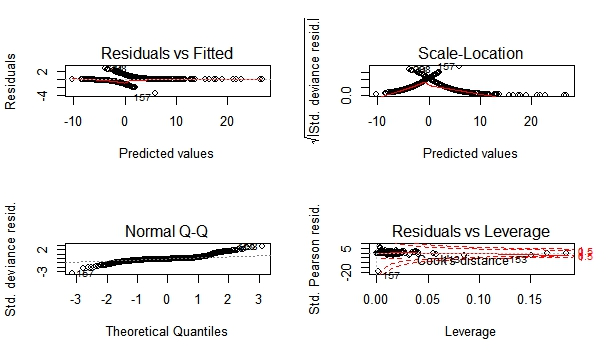 Residuals vs Fitted
Residuals
2
-4
157
-10 0 10 20
Predicted values
Scale-Location
√|Std. deviance resid.|
0.0
157
-10 0 10 20
Predicted values
Normal Q-Q
Std. deviance resid.
2
-3
157
-3 -2 -1 0 1 2 3
Theoretical Quantiles
Residuals vs Leverage
Std. Pearson resid.
5
-20
Cook's distance
153
157
0.5
0.5
0.00 0.05 0.10 0.15
Leverage